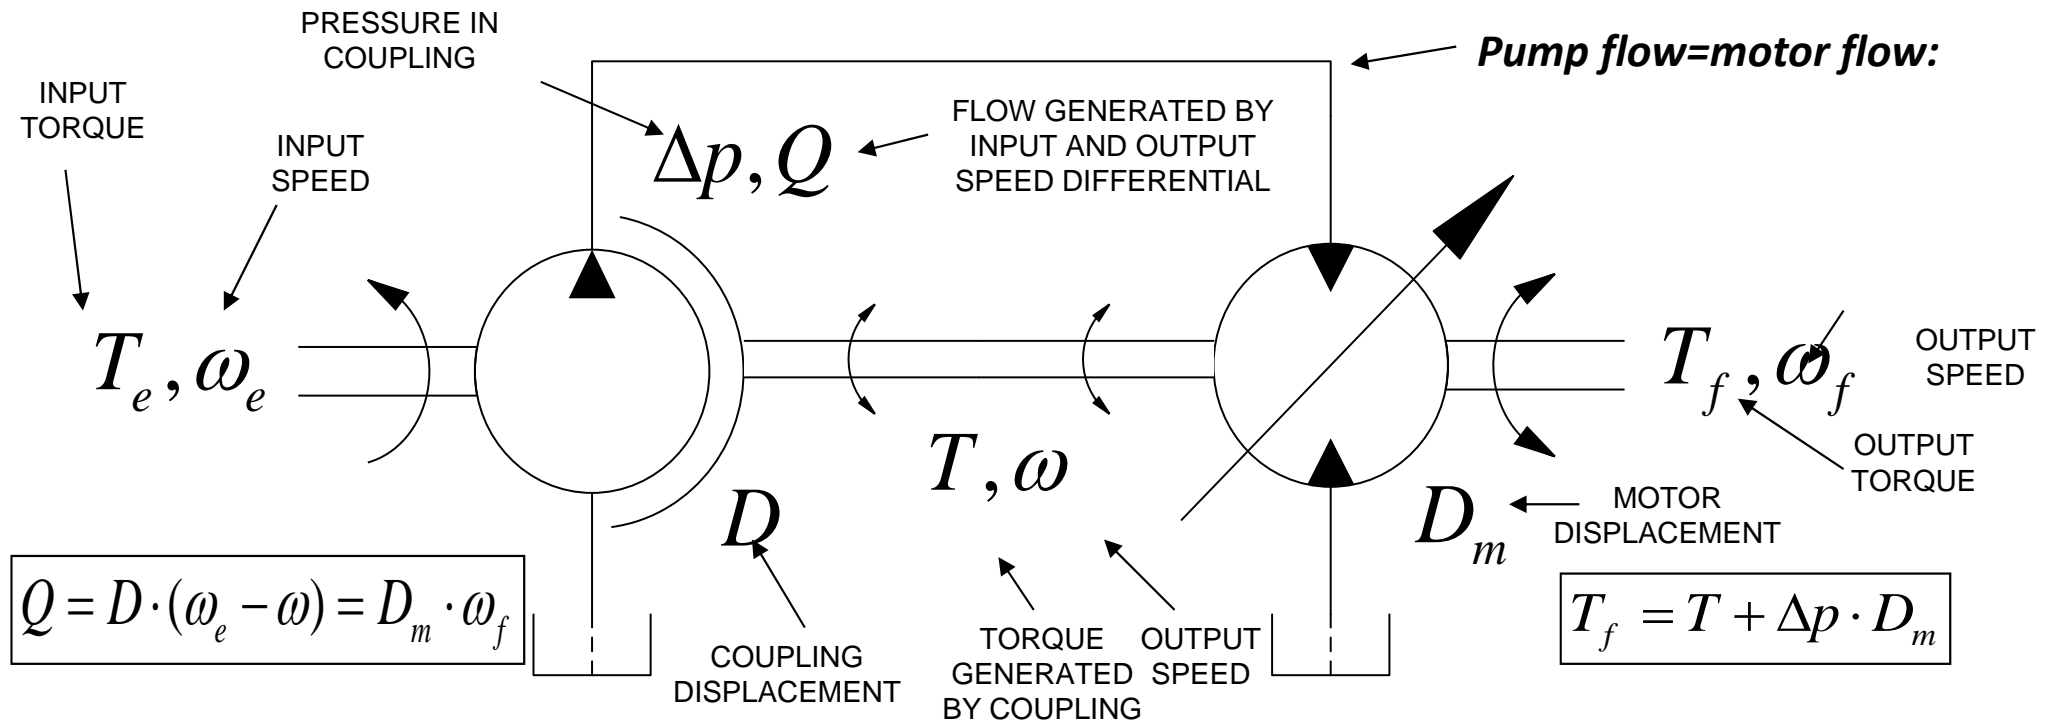 PRESSURE IN
COUPLING
Pump flow=motor flow:
INPUT
TORQUE
INPUT
SPEED
Δp, Q
FLOW GENERATED BY
INPUT AND OUTPUT
SPEED DIFFERENTIAL
T_e, ω_e
T_f, ω_f
OUTPUT
SPEED
OUTPUT
TORQUE
T, ω
D
D_m
MOTOR
DISPLACEMENT
Q = D·(ω_e − ω) = D_m · ω_f
T_f = T + Δp · D_m
COUPLING
DISPLACEMENT
TORQUE
GENERATED
BY COUPLING
OUTPUT
SPEED